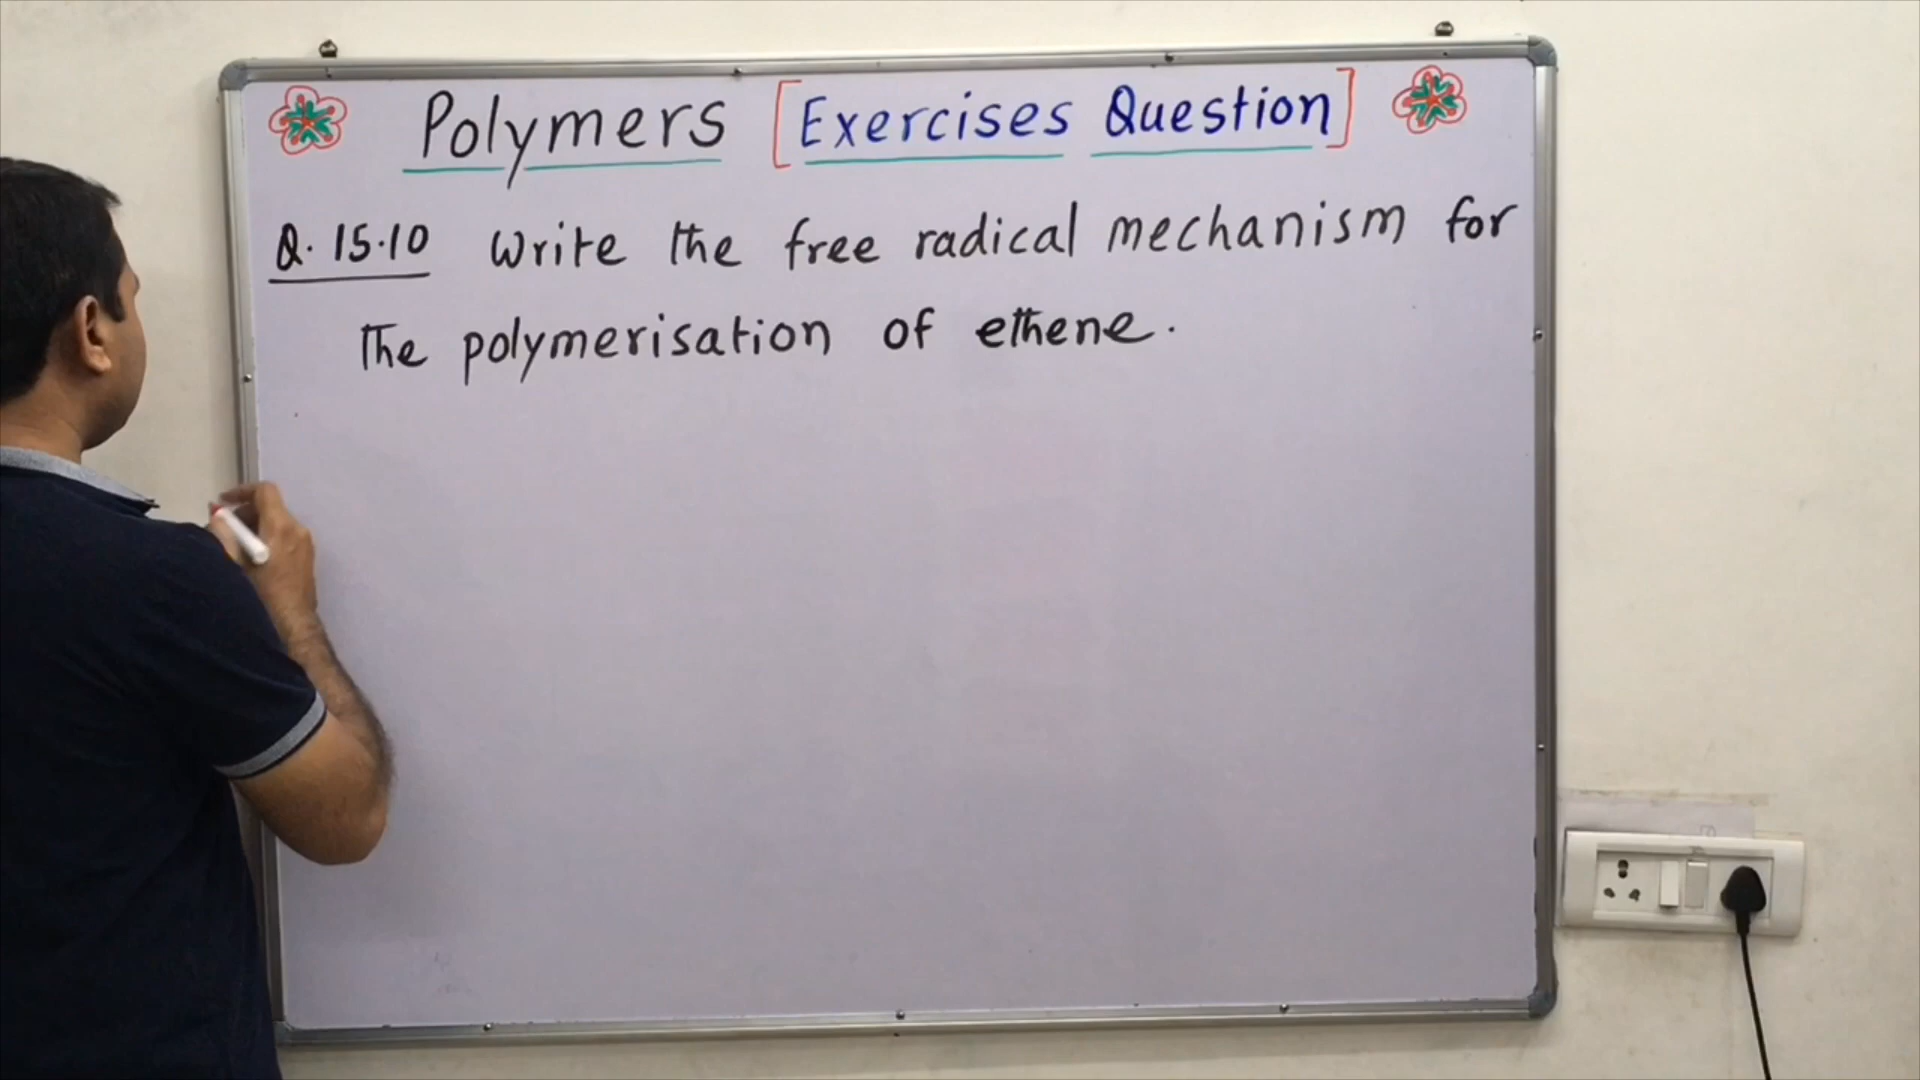 Polymers [Exercises Question]
Q. 15.10 Write the free radical mechanism for
the polymerisation of ethene.